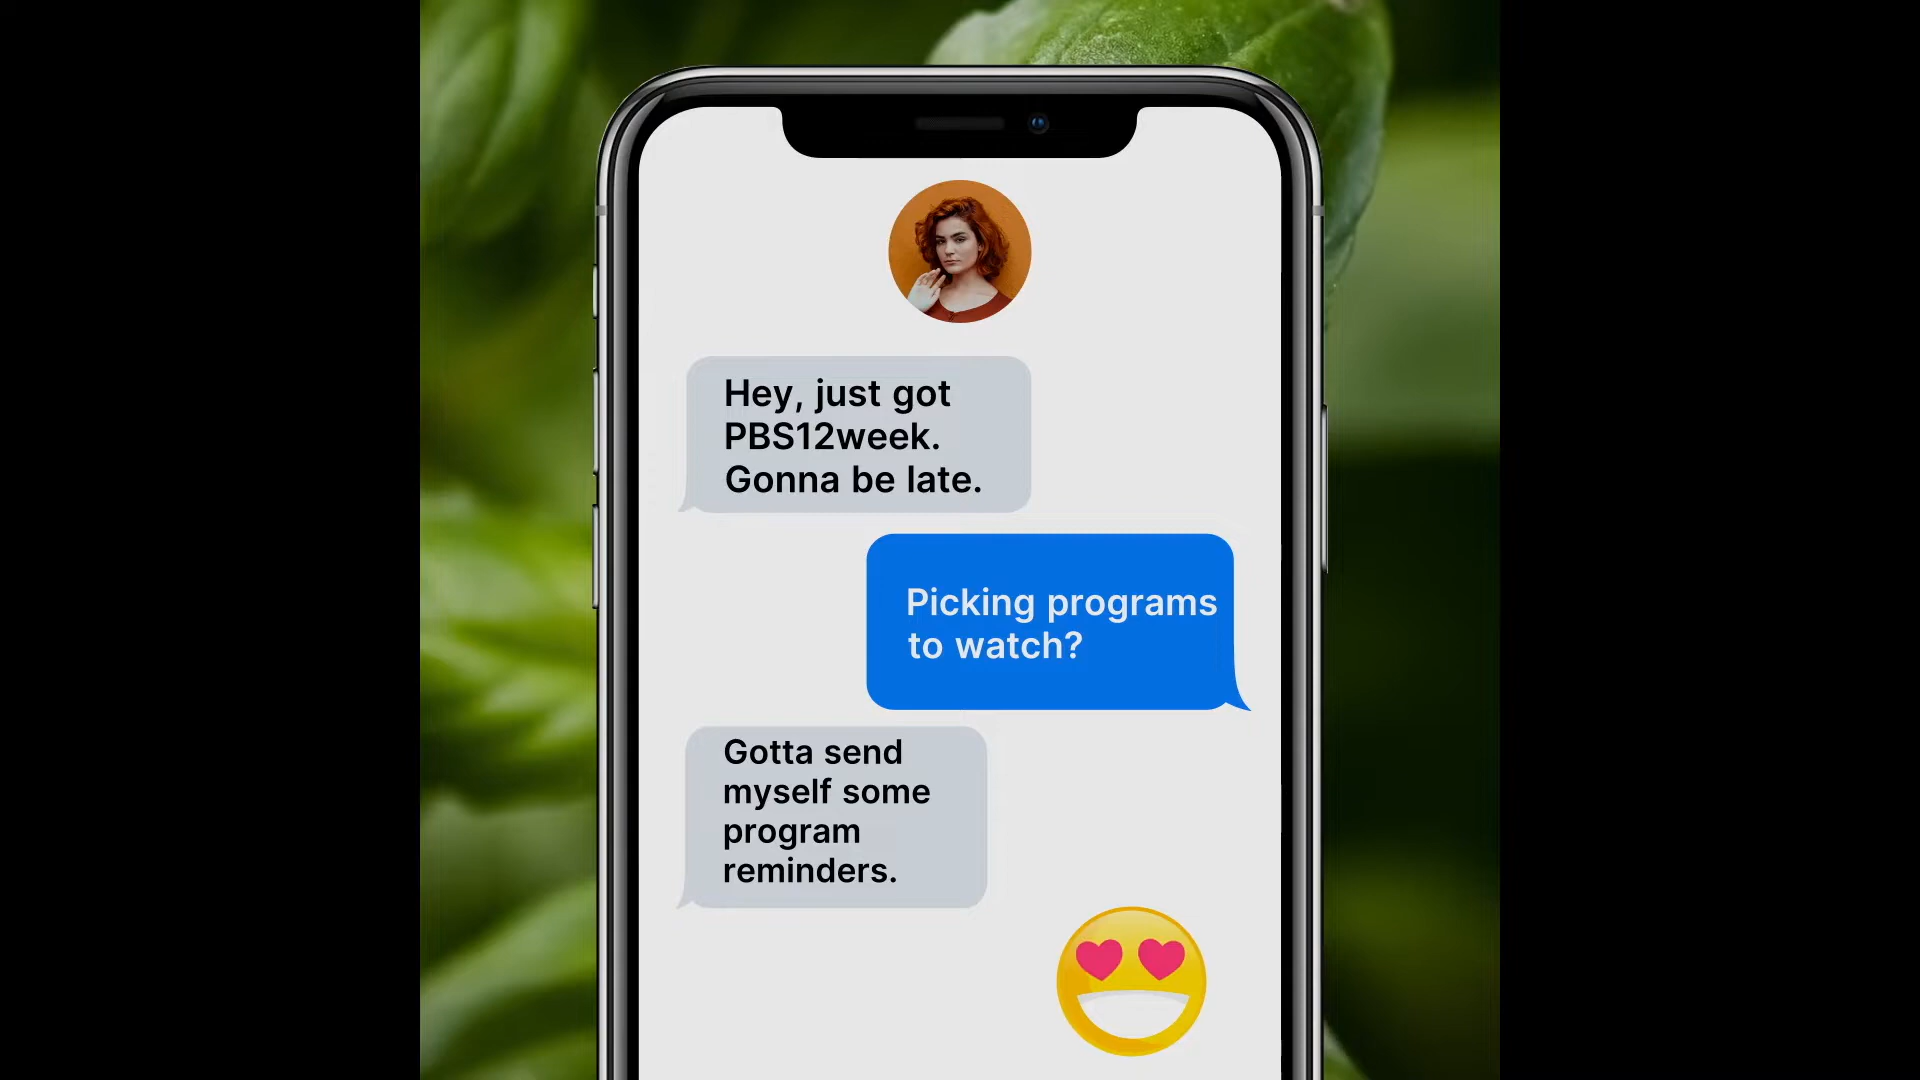 Hey, just got
PBS12week.
Gonna be late.
Picking programs
to watch?
Gotta send
myself some
program
reminders.